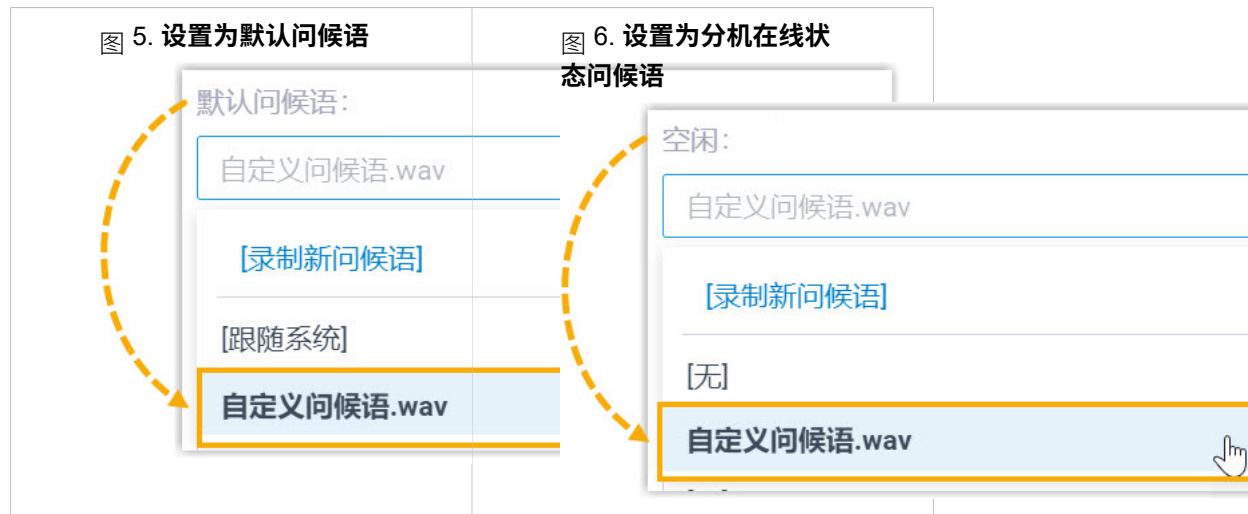 图 5. 设置为默认问候语
默认问候语：
自定义问候语.wav
[录制新问候语]
[跟随系统]
自定义问候语.wav
图 6. 设置为分机在线状
态问候语
空闲：
自定义问候语.wav
[录制新问候语]
[无]
自定义问候语.wav